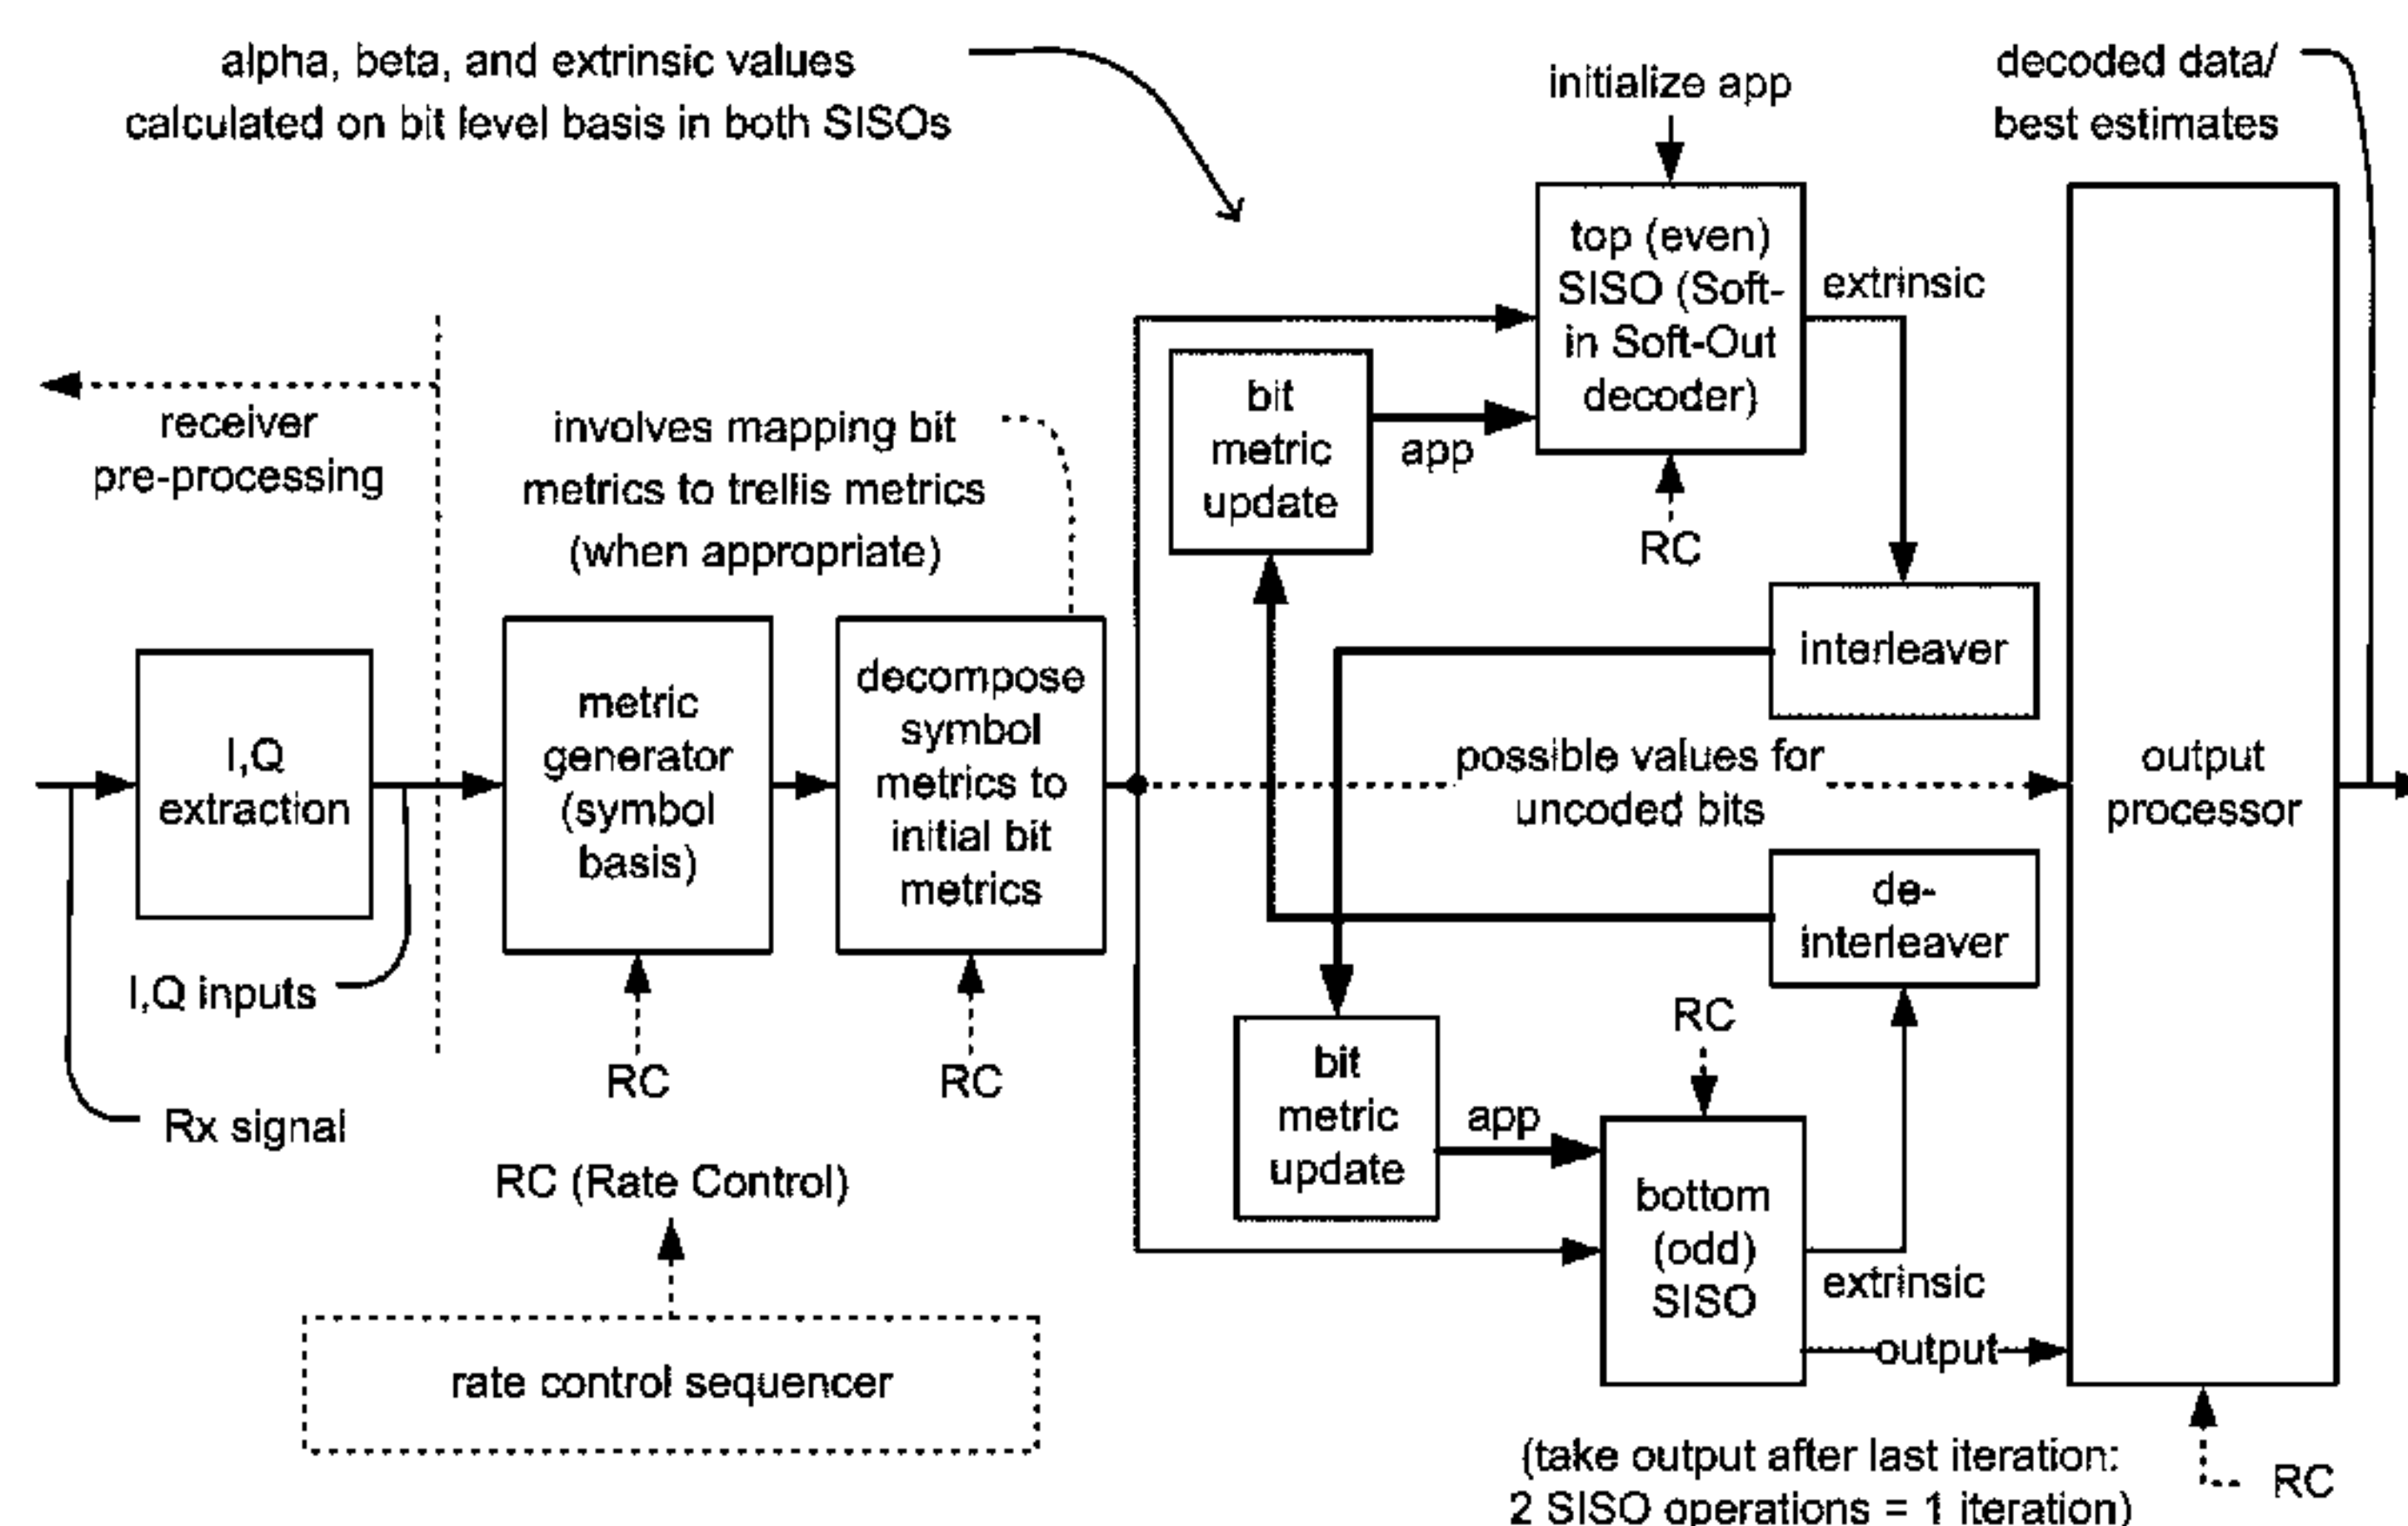 alpha, beta, and extrinsic values
calculated on bit level basis in both SISOs
initialize app
decoded data/
best estimates
top (even)
SISO (Soft-
in Soft-Out
decoder)
extrinsic
bit
metric
update
app
RC
receiver
pre-processing
involves mapping bit
metrics to trellis metrics
(when appropriate)
interleaver
I,Q
extraction
metric
generator
(symbol
basis)
decompose
symbol
metrics to
initial bit
metrics
possible values for
uncoded bits
output
processor
de-
interleaver
I,Q inputs
Rx signal
RC
RC
RC
bit
metric
update
app
bottom
(odd)
SISO
extrinsic
output
RC (Rate Control)
rate control sequencer
(take output after last iteration:
2 SISO operations = 1 iteration)
RC